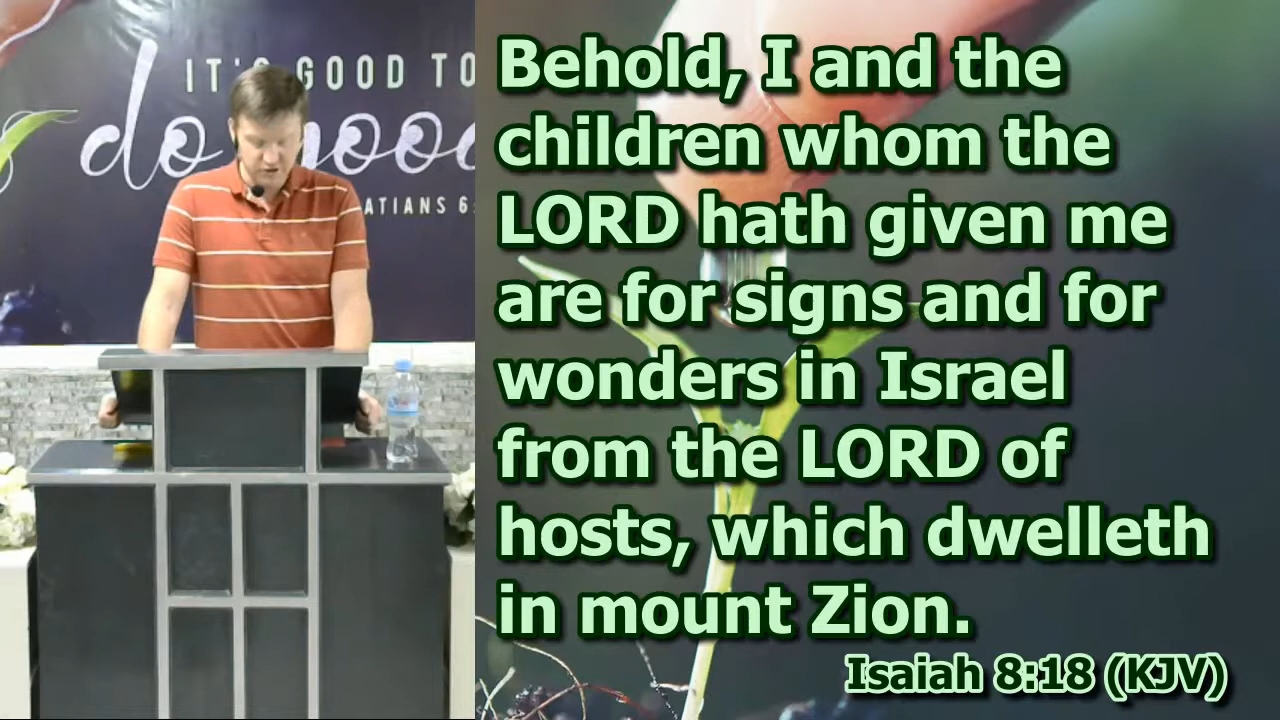 IT'S GOOD TO
do
ATIANS 6:
Behold, I and the
children whom the
LORD hath given me
are for signs and for
wonders in Israel
from the LORD of
hosts, which dwelleth
in mount Zion.
Isaiah 8:18 (KJV)